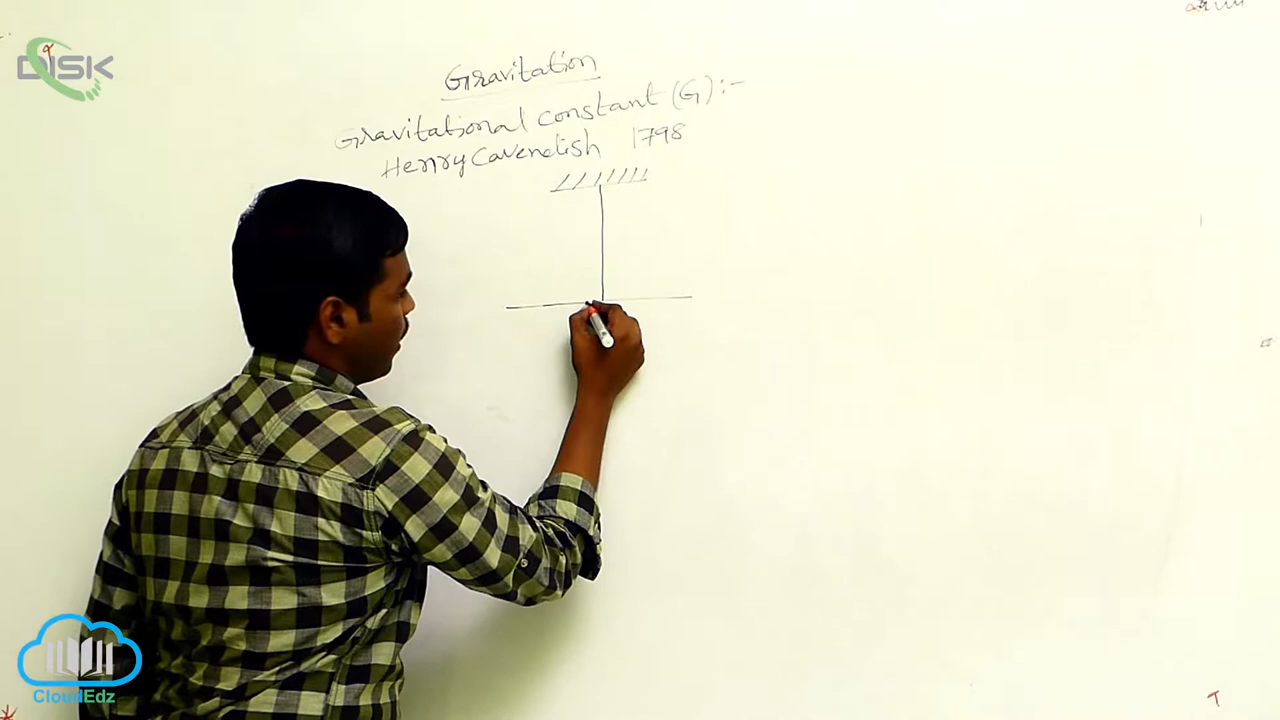 DISK
Gravitation
Gravitational constant (G):-
Henry Cavendish 1798
CloudEdz
T